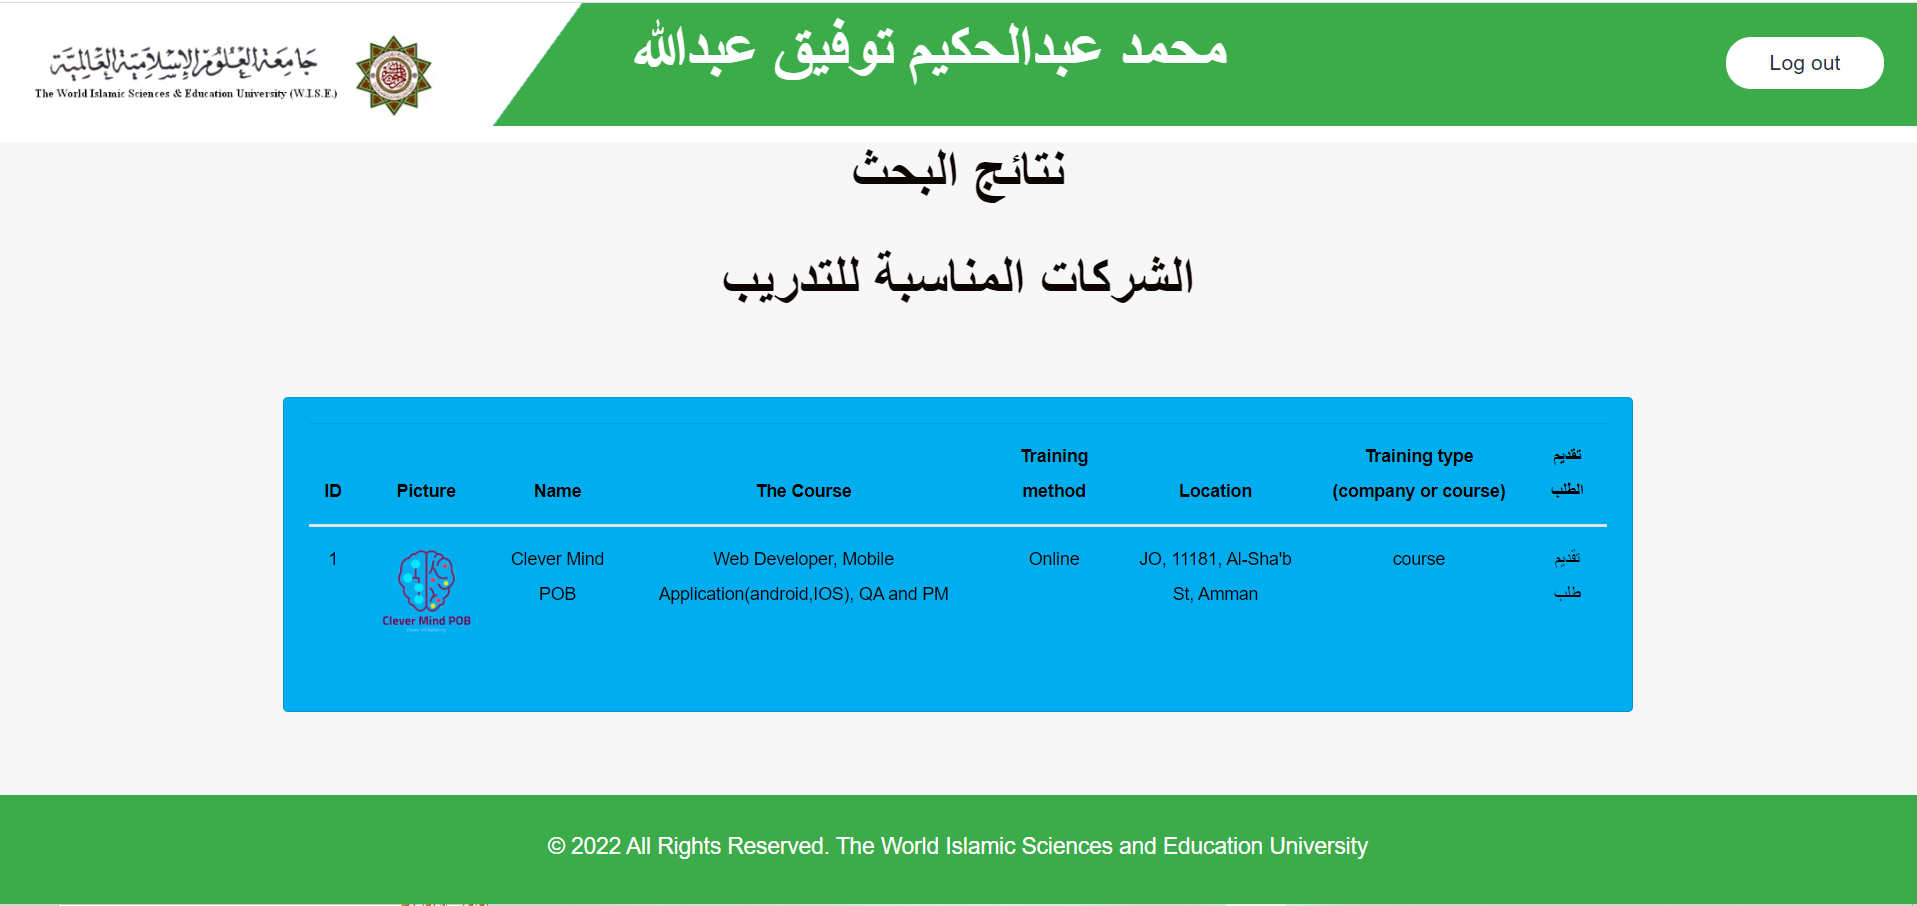 جامعة العلوم الإسلامية العالمية
The World Islamic Sciences & Education University (W.I.S.E.)
محمد عبدالحكيم توفيق عبدالله
Log out
نتائج البحث
الشركات المناسبة للتدريب
ID
Picture
Name
The Course
Training
method
Location
Training type
(company or course)
تقديم
الطلب
1
Clever Mind POB
Clever Mind
POB
Web Developer, Mobile
Application(android,IOS), QA and PM
Online
JO, 11181, Al-Sha'b
St, Amman
course
تقديم
طلب
© 2022 All Rights Reserved. The World Islamic Sciences and Education University